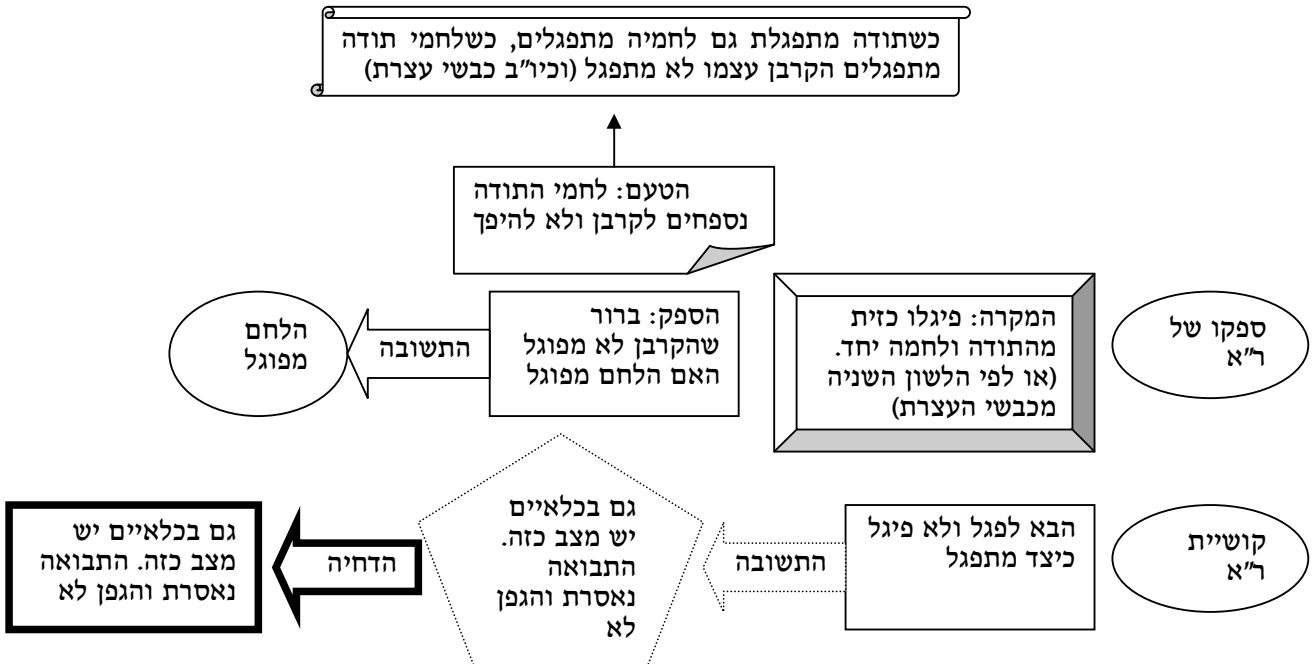 כשתודה מתפגלת גם לחמיה מתפגלים, כשלחמי תודה
מתפגלים הקרבן עצמו לא מתפגל (וכיו"ב כבשי עצרת)
הטעם: לחמי התודה
נספחים לקרבן ולא להיפך
ספקו של
ר"א
המקרה: פיגלו כזית
מהתודה ולחמה יחד.
(או לפי הלשון השניה
מכבשי העצרת)
הספק: ברור
שהקרבן לא מפוגל
האם הלחם מפוגל
התשובה
הלחם
מפוגל
קושיית
ר"א
הבא לפגל ולא פיגל
כיצד מתפגל
התשובה
גם בכלאיים
יש מצב כזה.
התבואה
נאסרת והגפן
לא
הדחיה
גם בכלאיים יש
מצב כזה. התבואה
נאסרת והגפן לא